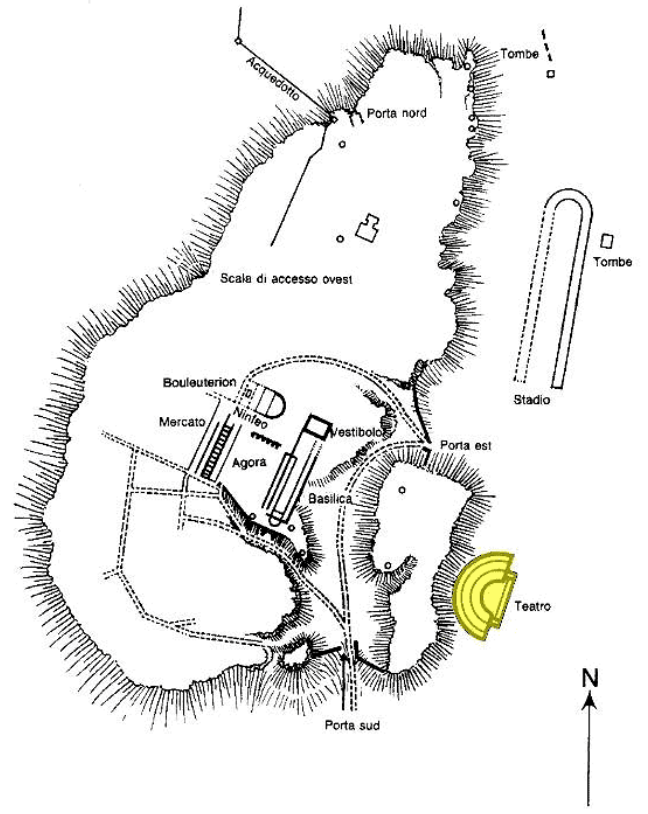 Tombe
Acquedotto
Porta nord
Tombe
Scala di accesso ovest
Bouleuterion
Stadio
Mercato
Ninfeo
Vestibolo
Porta est
Agora
Basilica
Teatro
N
Porta sud